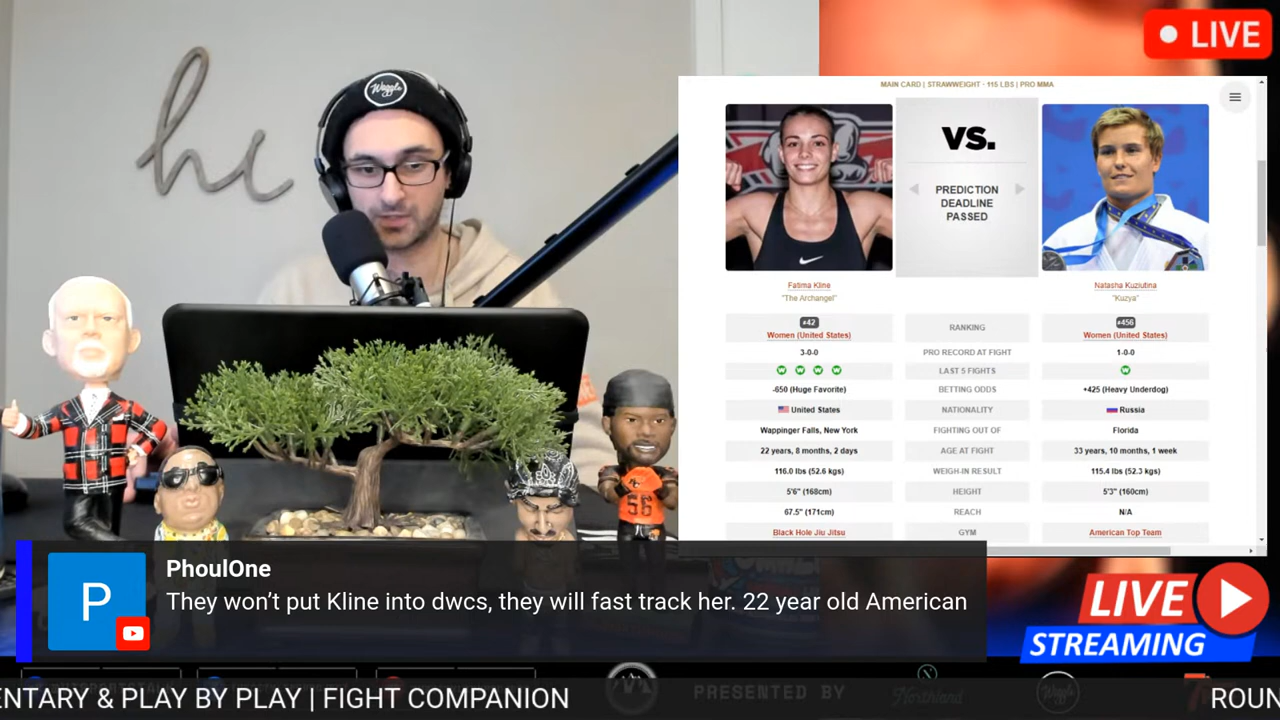 hi
Waggle
LIVE
MAIN CARD | STRAWWEIGHT · 115 LBS | PRO MMA
VS.
PREDICTION
DEADLINE
PASSED
Fatima Kline
"The Archangel"
Natasha Kuziutina
"Kuzya"
#42
Women (United States)
RANKING
#456
Women (United States)
3-0-0
PRO RECORD AT FIGHT
1-0-0
W W W W
LAST 5 FIGHTS
W
-650 (Huge Favorite)
BETTING ODDS
+425 (Heavy Underdog)
United States
NATIONALITY
Russia
Wappinger Falls, New York
FIGHTING OUT OF
Florida
22 years, 8 months, 2 days
AGE AT FIGHT
33 years, 10 months, 1 week
116.0 lbs (52.6 kgs)
WEIGH-IN RESULT
115.4 lbs (52.3 kgs)
5'6" (168cm)
HEIGHT
5'3" (160cm)
67.5" (171cm)
REACH
N/A
Black Hole Jiu Jitsu
GYM
American Top Team
56
P
PhoulOne
They won't put Kline into dwcs, they will fast track her. 22 year old American
LIVE
STREAMING
PRESENTED BY
Northland
Waggle
ENTARY & PLAY BY PLAY | FIGHT COMPANION
ROUN